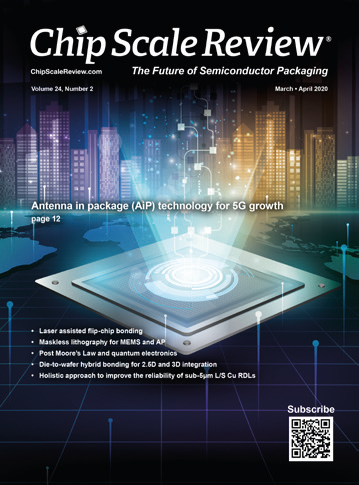 Chip Scale Review®
ChipScaleReview.com
The Future of Semiconductor Packaging
Volume 24, Number 2
March • April 2020
Antenna in package (AiP) technology for 5G growth
page 12
• Laser assisted flip-chip bonding
• Maskless lithography for MEMS and AP
• Post Moore's Law and quantum electronics
• Die-to-wafer hybrid bonding for 2.5D and 3D integration
• Holistic approach to improve the reliability of sub-5µm L/S Cu RDLs
Subscribe